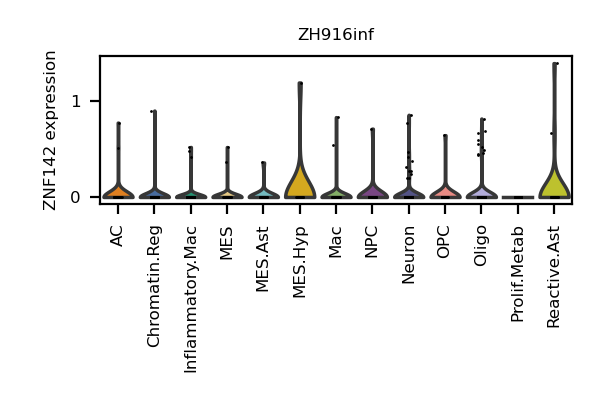 ZH916inf
ZNF142 expression
1
0
AC
Chromatin.Reg
Inflammatory.Mac
MES
MES.Ast
MES.Hyp
Mac
NPC
Neuron
OPC
Oligo
Prolif.Metab
Reactive.Ast